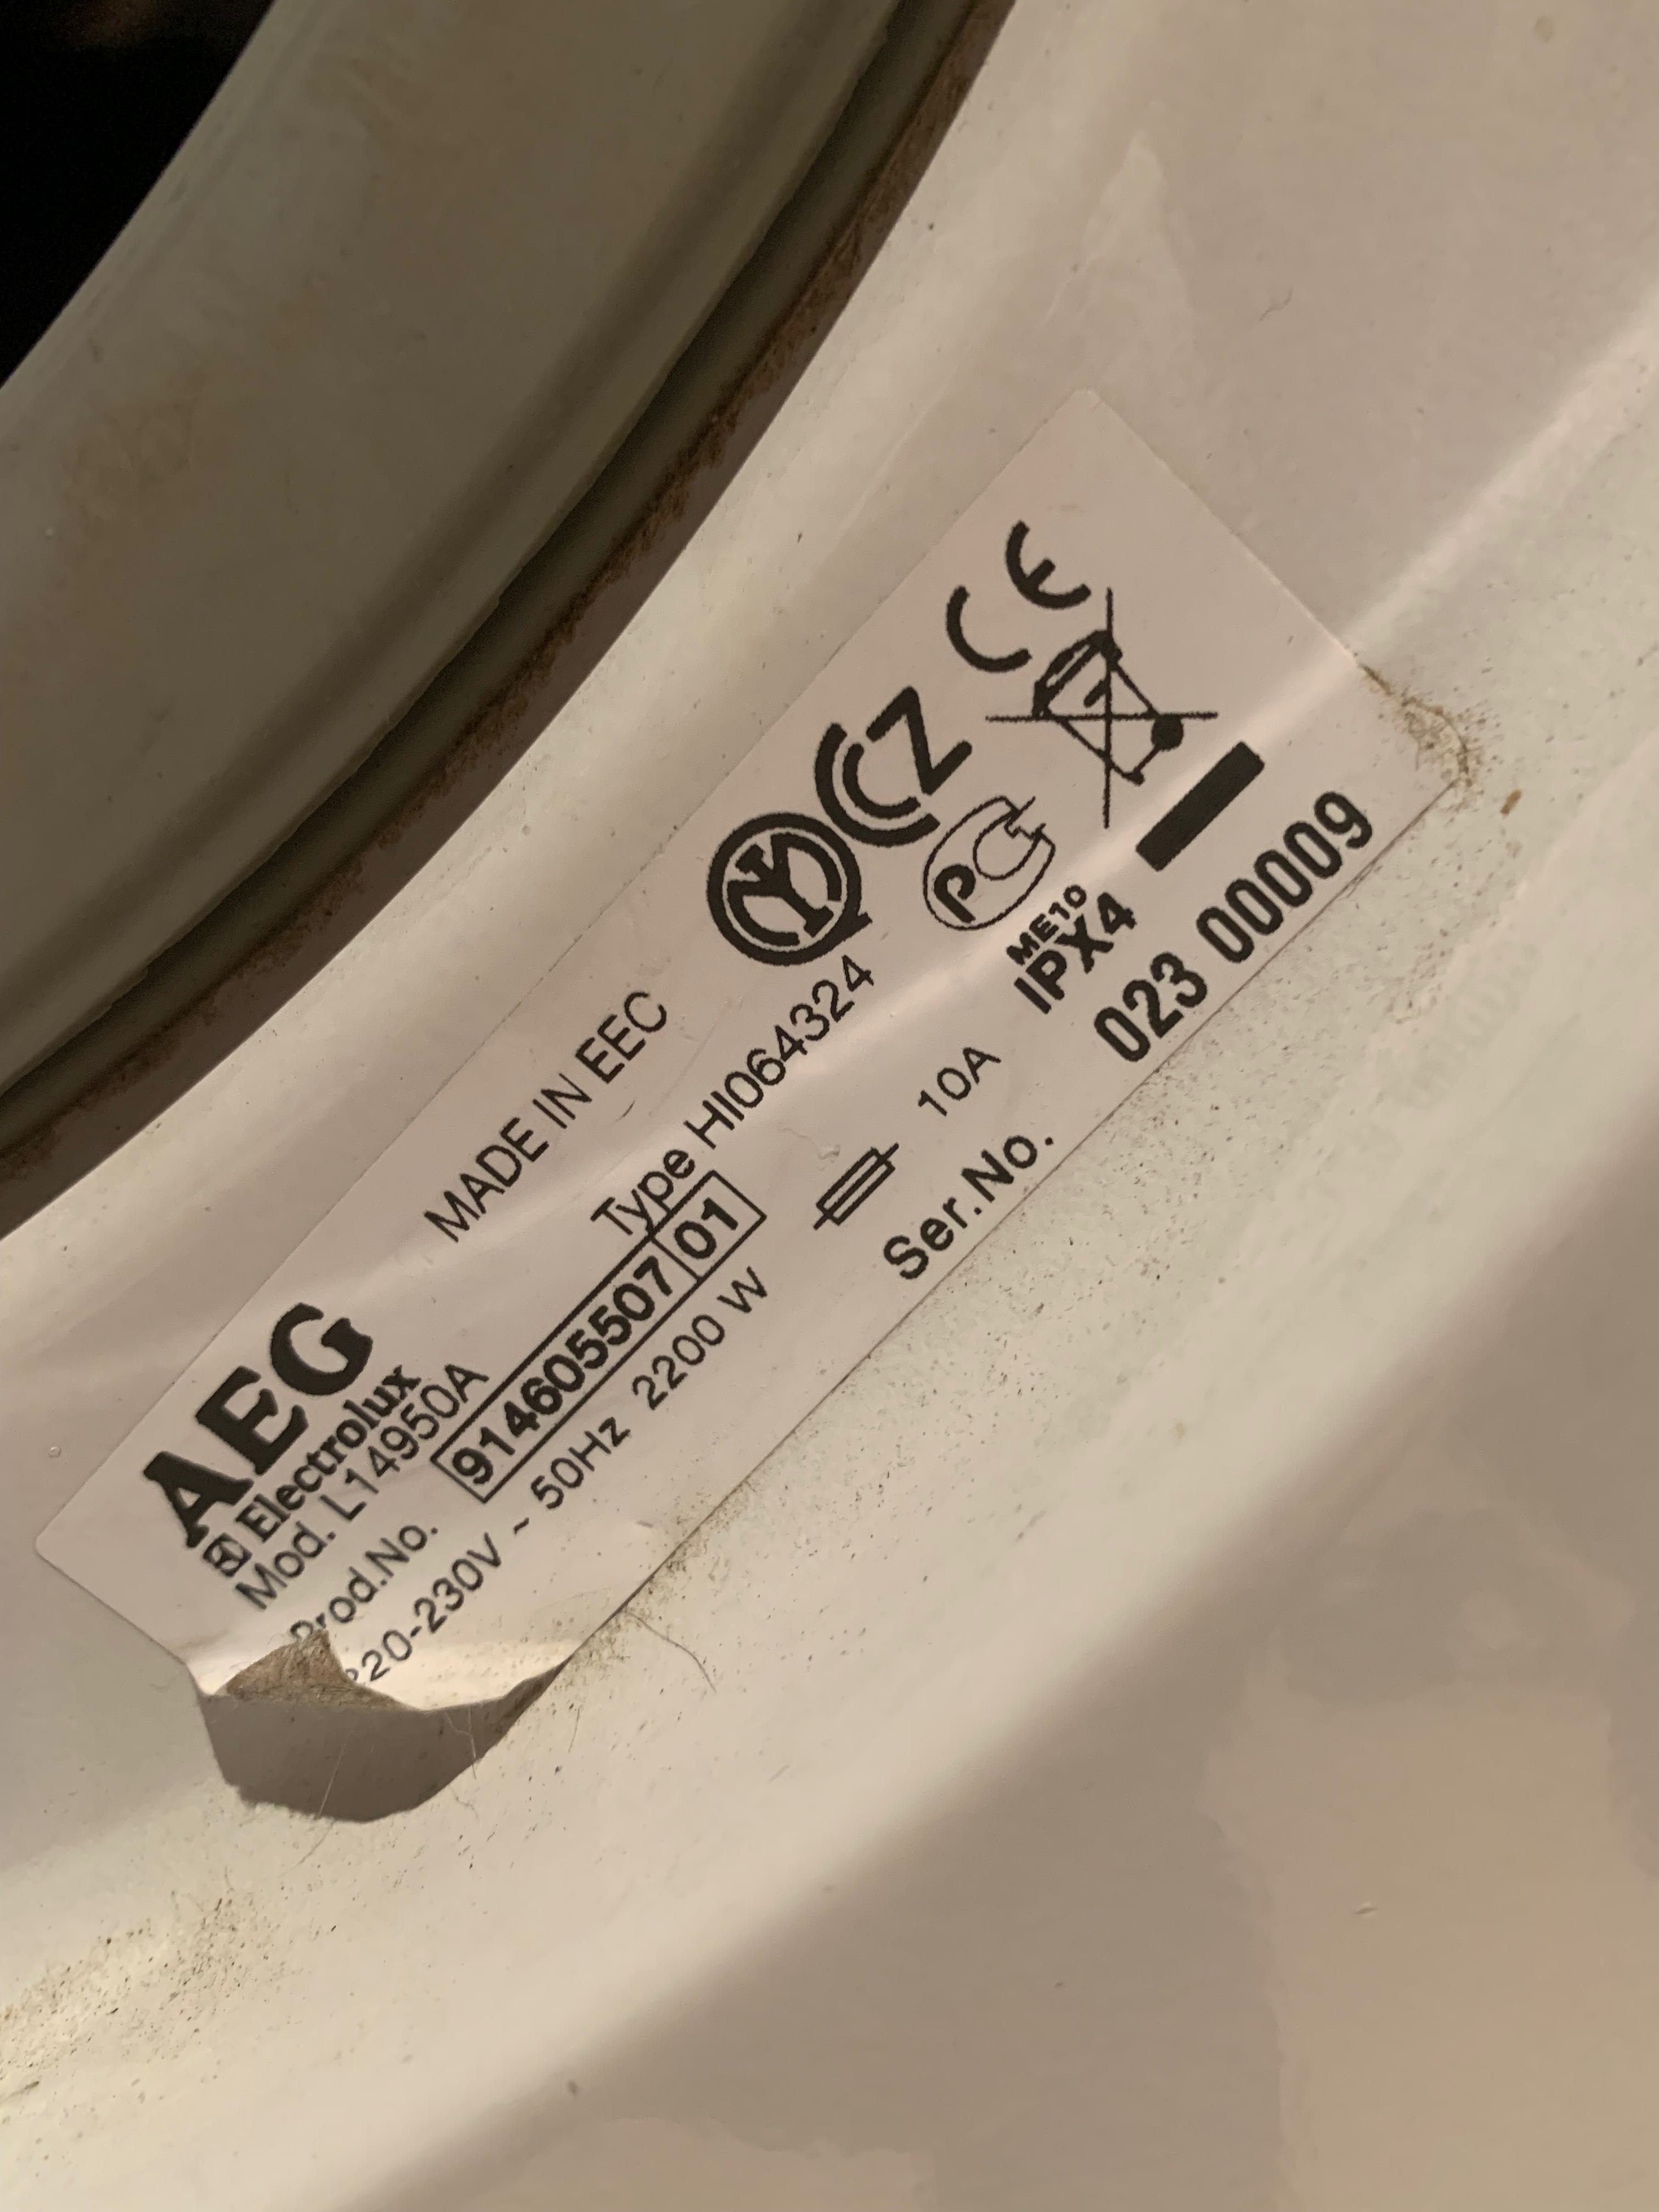 AEG
Electrolux
MADE IN EEC
Mod. L14950A
Type HI064324
Prod.No.
914605507 01
220-230V ~ 50Hz 2200 W
10A
ME10
IPX4
Ser.No. 023 00009
CZ
PC
CE